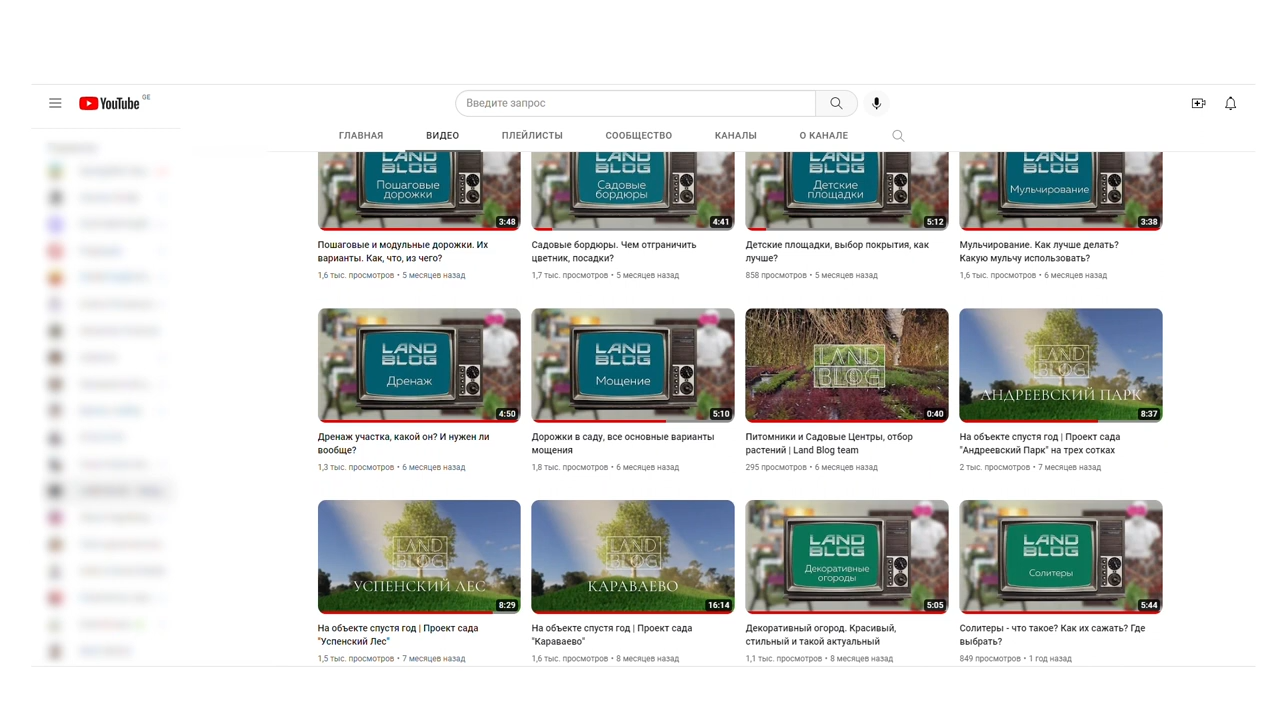 YouTube GE
Введите запрос
ГЛАВНАЯ ВИДЕО ПЛЕЙЛИСТЫ СООБЩЕСТВО КАНАЛЫ О КАНАЛЕ
LAND BLOG
Пошаговые
дорожки
3:48
LAND BLOG
Садовые
бордюры
4:41
LAND BLOG
Детские
площадки
5:12
LAND BLOG
Мульчирование
3:38
Пошаговые и модульные дорожки. Их
варианты. Как, что, из чего?
1,6 тыс. просмотров • 5 месяцев назад
Садовые бордюры. Чем отграничить
цветник, посадки?
1,7 тыс. просмотров • 5 месяцев назад
Детские площадки, выбор покрытия, как
лучше?
858 просмотров • 5 месяцев назад
Мульчирование. Как лучше делать?
Какую мульчу использовать?
1,6 тыс. просмотров • 6 месяцев назад
LAND
BLOG
Дренаж
4:50
LAND
BLOG
Мощение
5:10
LAND
BLOG
0:40
LAND
BLOG
АНДРЕЕВСКИЙ ПАРК
8:37
Дренаж участка, какой он? И нужен ли
вообще?
1,3 тыс. просмотров • 6 месяцев назад
Дорожки в саду, все основные варианты
мощения
1,8 тыс. просмотров • 6 месяцев назад
Питомники и Садовые Центры, отбор
растений | Land Blog team
295 просмотров • 6 месяцев назад
На объекте спустя год | Проект сада
"Андреевский Парк" на трех сотках
2 тыс. просмотров • 7 месяцев назад
LAND
BLOG
УСПЕНСКИЙ ЛЕС
8:29
LAND
BLOG
КАРАВАЕВО
16:14
LAND
BLOG
Декоративные
огороды
5:05
LAND
BLOG
Солитеры
5:44
На объекте спустя год | Проект сада
"Успенский Лес"
1,5 тыс. просмотров • 7 месяцев назад
На объекте спустя год | Проект сада
"Караваево"
1,6 тыс. просмотров • 8 месяцев назад
Декоративный огород. Красивый,
стильный и такой актуальный
1,1 тыс. просмотров • 8 месяцев назад
Солитеры - что такое? Как их сажать? Где
выбрать?
849 просмотров • 1 год назад